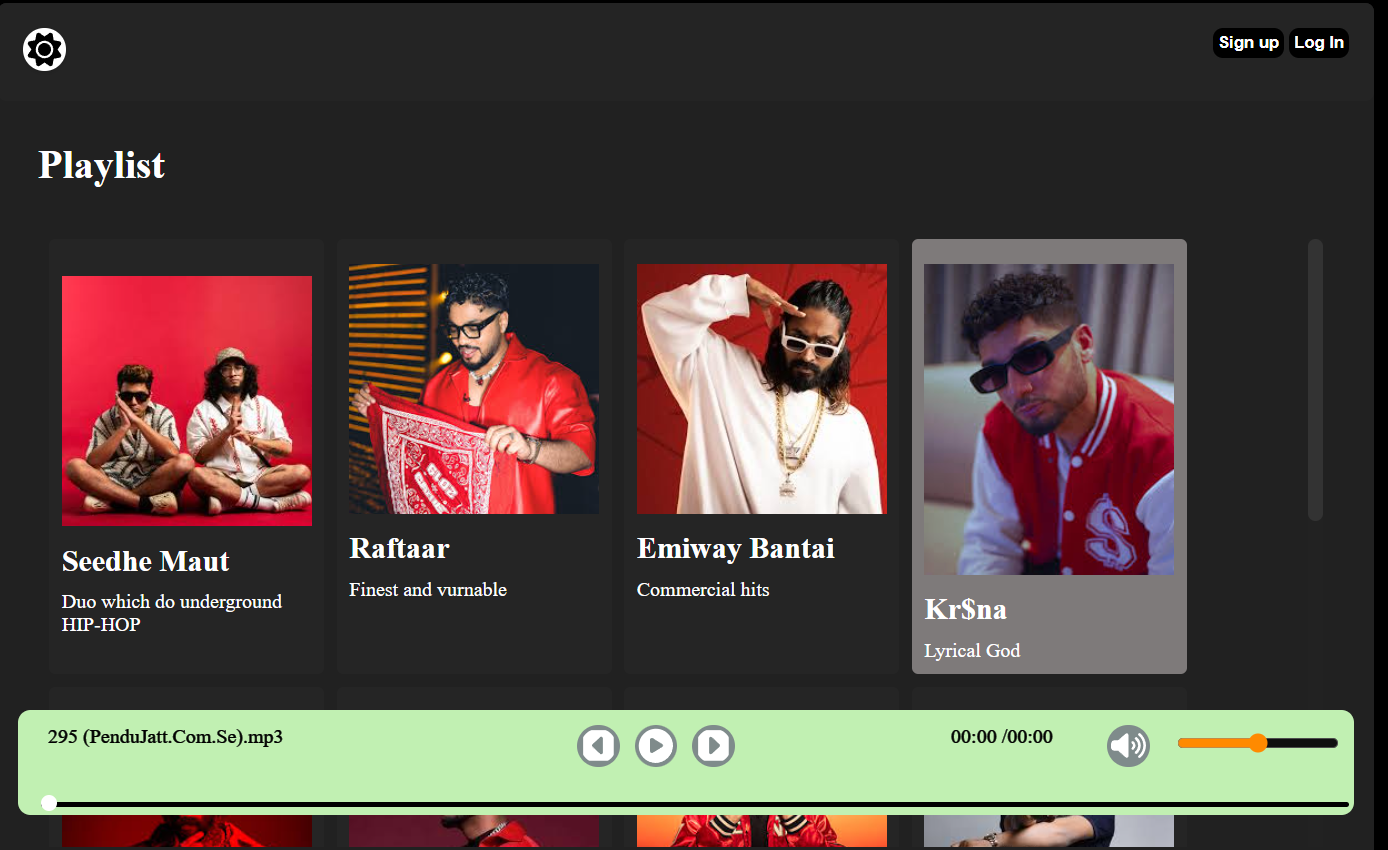 Sign up Log In
Playlist
Seedhe Maut
Duo which do underground
HIP-HOP
Raftaar
Finest and vurnable
Emiway Bantai
Commercial hits
Kr$na
Lyrical God
295 (PenduJatt.Com.Se).mp3
00:00 /00:00